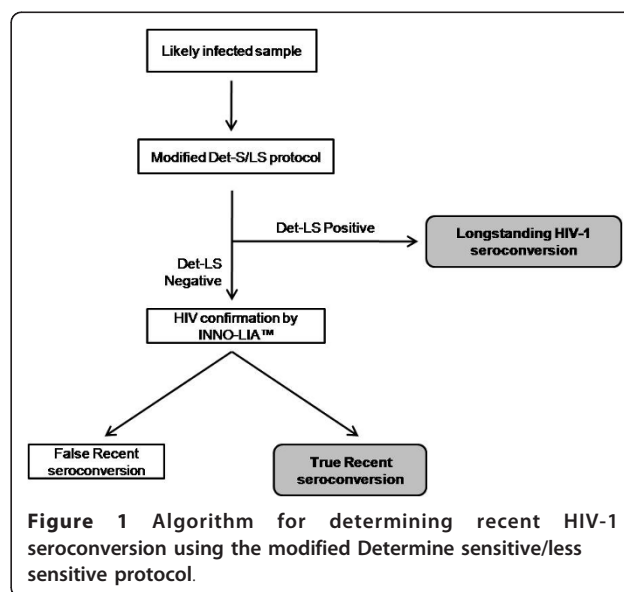 Likely infected sample
Modified Det-S/LS protocol
Det-LS Positive
Longstanding HIV-1
seroconversion
Det-LS
Negative
HIV confirmation by
INNO-LIA™
False Recent
seroconversion
True Recent
seroconversion
Figure 1 Algorithm for determining recent HIV-1
seroconversion using the modified Determine sensitive/less
sensitive protocol.